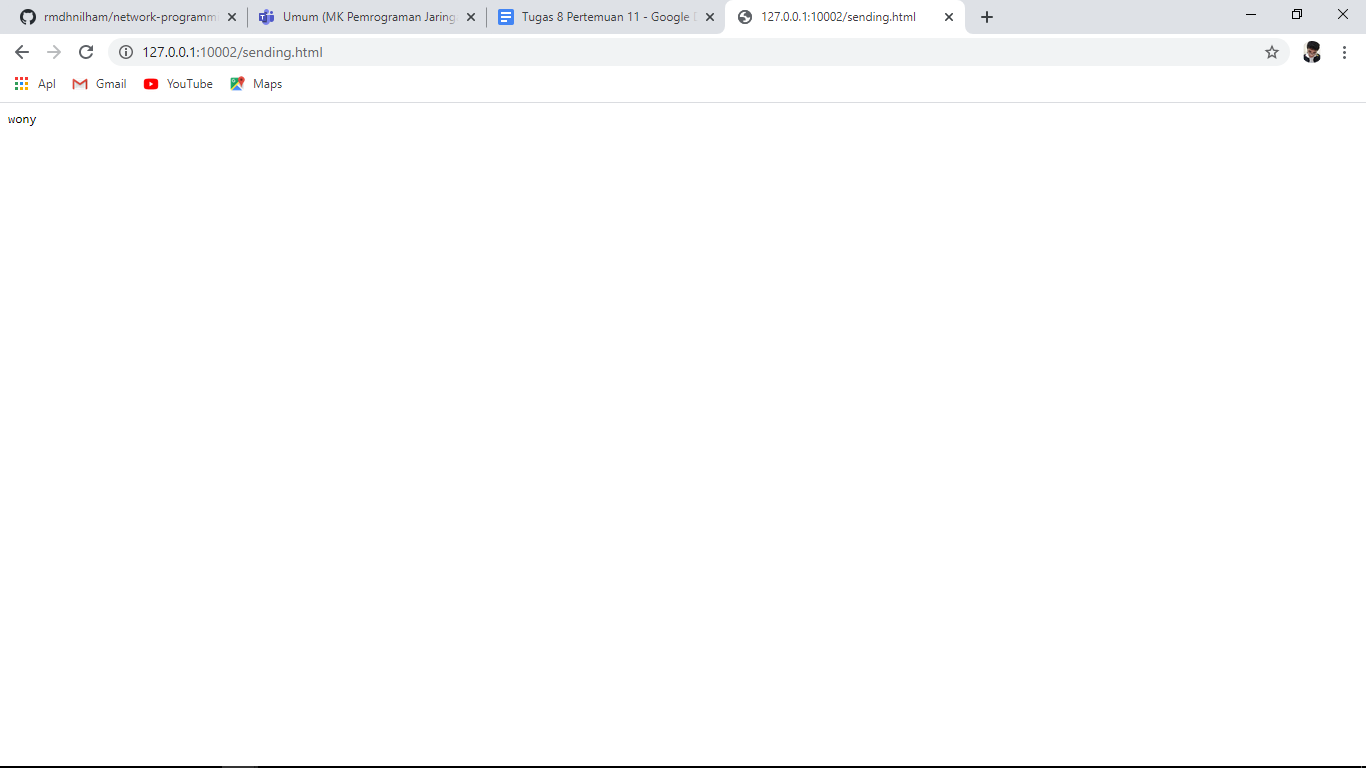 rmdhnilham/network-programm
Umum (MK Pemrograman Jaring
Tugas 8 Pertemuan 11 - Google D
127.0.0.1:10002/sending.html
127.0.0.1:10002/sending.html
Apl
Gmail
YouTube
Maps
wony